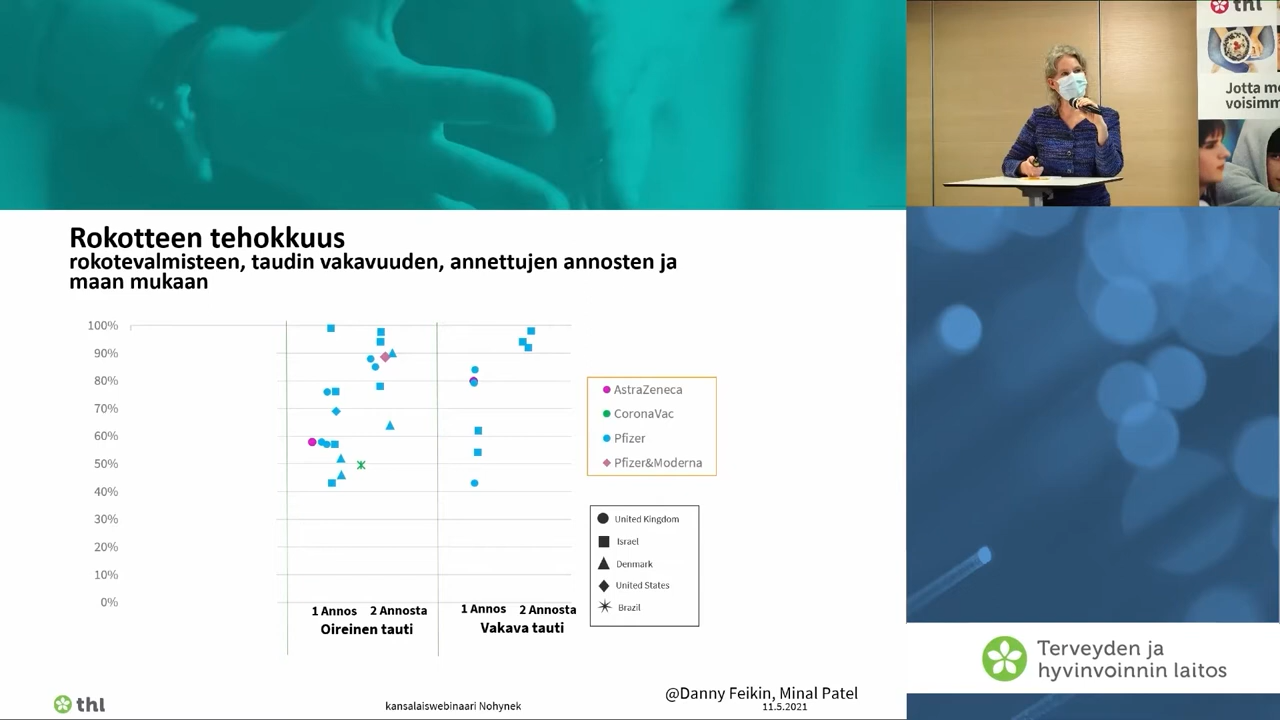 Rokotteen tehokkuus
rokotevalmisteen, taudin vakavuuden, annettujen annosten ja
maan mukaan
100%
90%
80%
70%
60%
50%
40%
30%
20%
10%
0%
1 Annos
2 Annosta
1 Annos
2 Annosta
Oireinen tauti
Vakava tauti
AstraZeneca
CoronaVac
Pfizer
Pfizer&Moderna
United Kingdom
Israel
Denmark
United States
Brazil
thl
kansalaiswebinaari Nohynek
@Danny Feikin, Minal Patel
11.5.2021
thl
Jotta
voisimm
Terveyden ja
hyvinvoinnin laitos